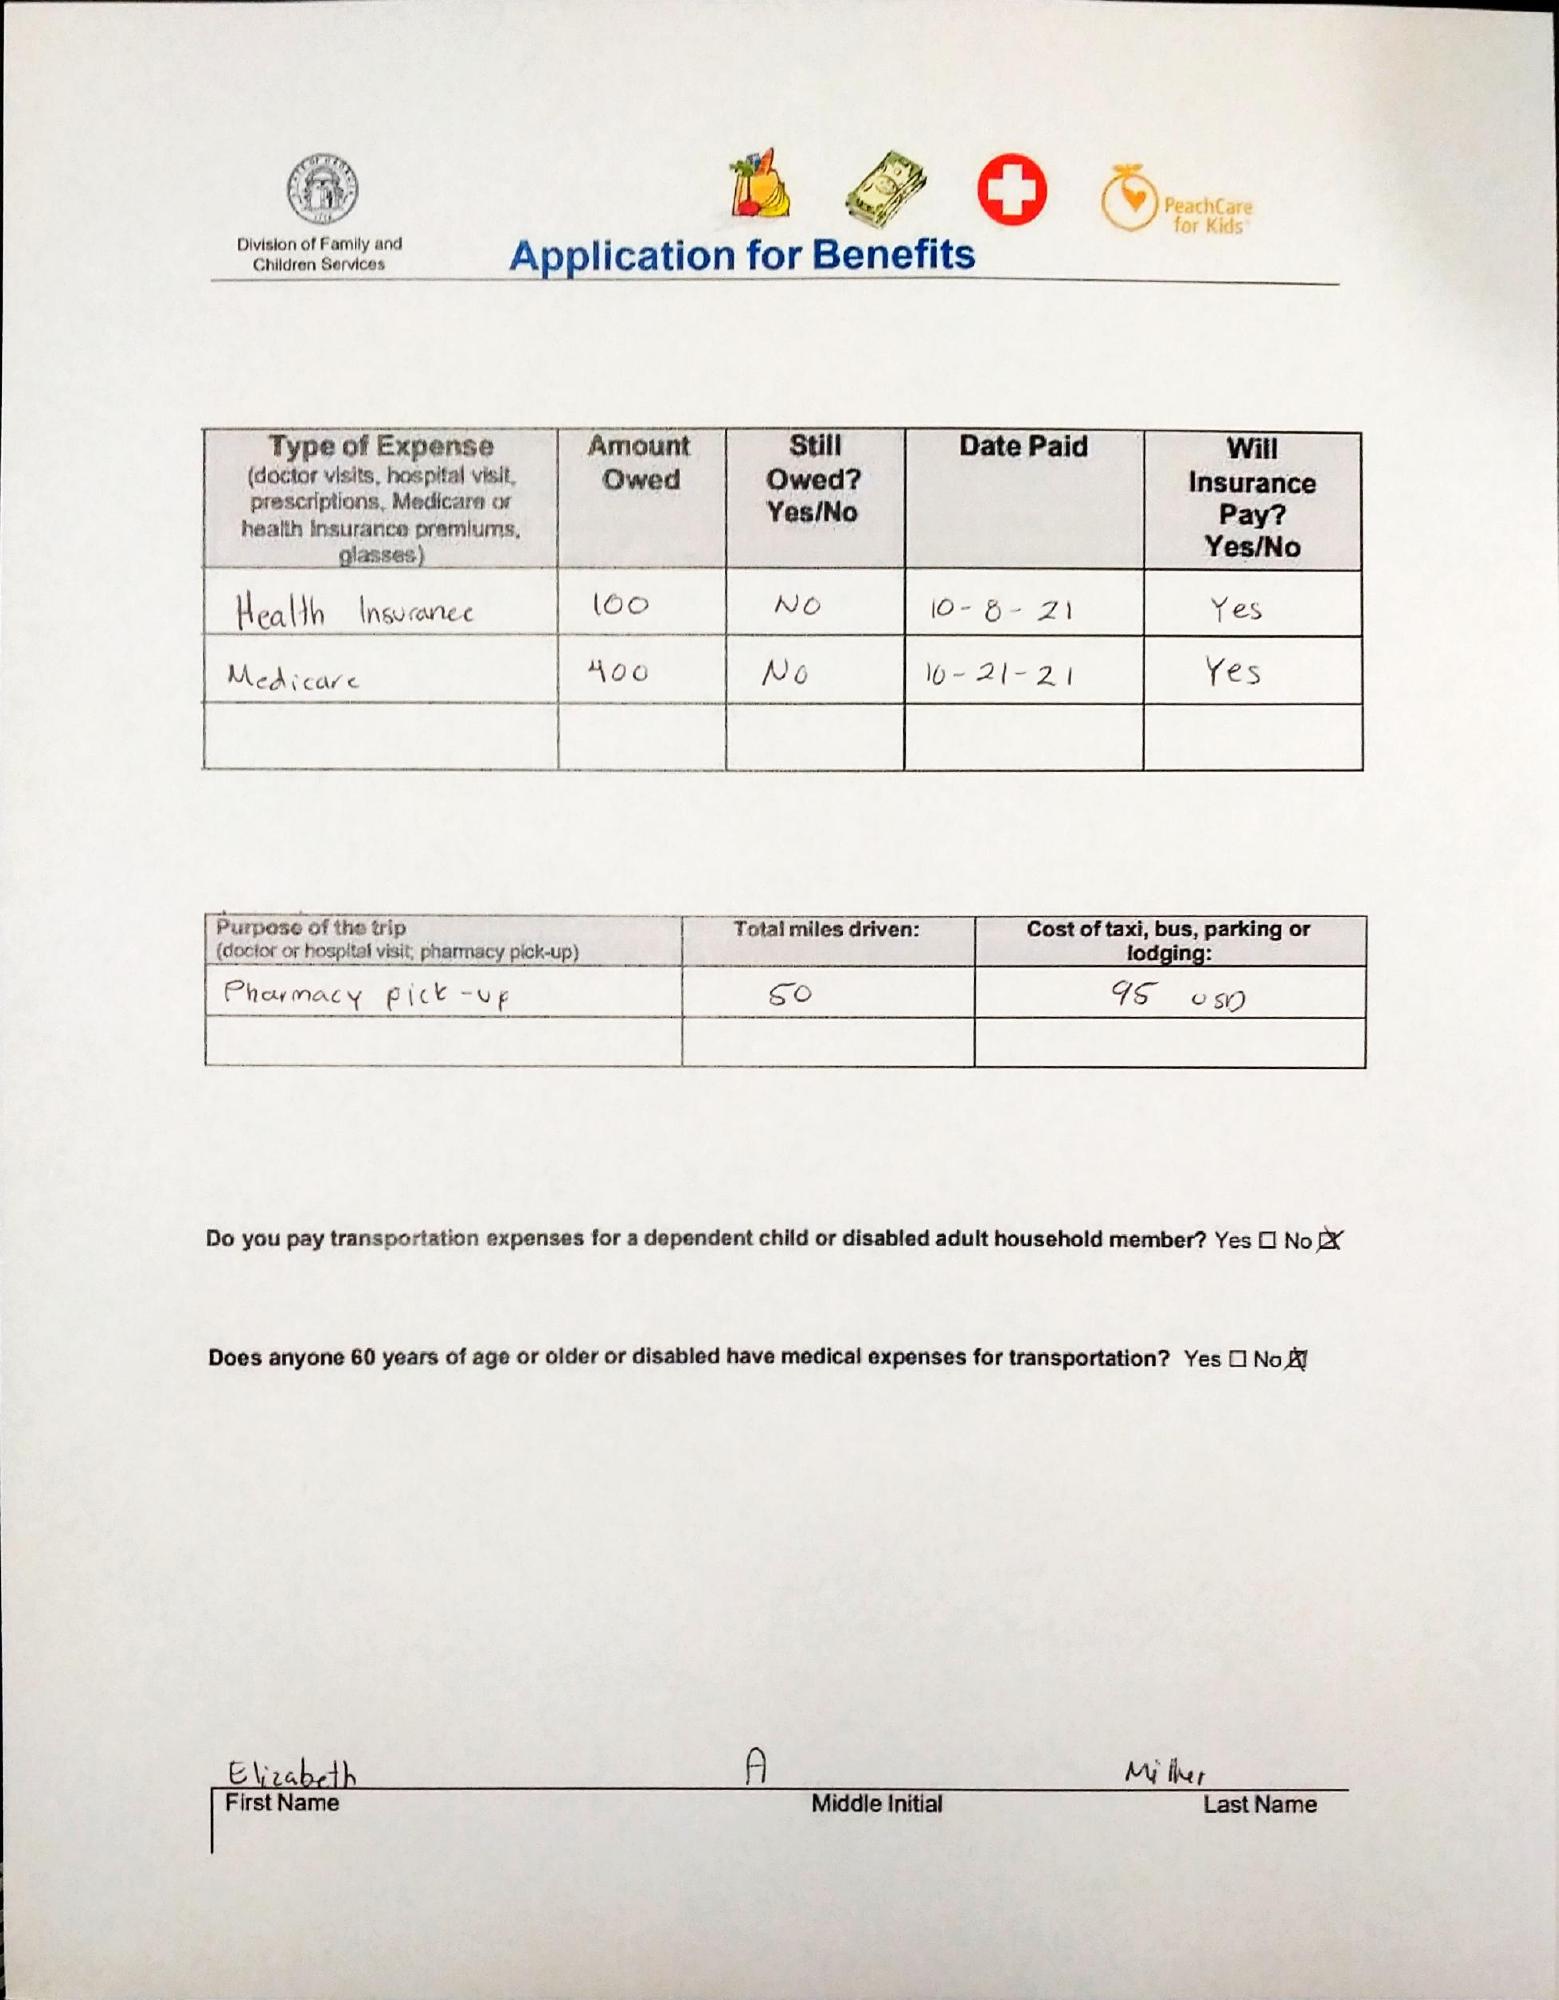 PeachCare
for Kids
Division of Family and
Children Services
Application for Benefits
Type of Expense Amount Still Date Paid Will
(doctor visits, hospital visit, Owed Owed? Insurance
prescriptions, Medicare or Yes/No Pay?
health insurance premiums, Yes/No
glasses)
Health Insurance 100 NO 10-8-21 Yes
Medicare 400 No 10-21-21 Yes
Purpose of the trip Total miles driven: Cost of taxi, bus, parking or
(doctor or hospital visit; pharmacy pick-up) lodging:
Pharmacy pick-up 50 95 USD
Do you pay transportation expenses for a dependent child or disabled adult household member? Yes ☐ No ☒
Does anyone 60 years of age or older or disabled have medical expenses for transportation? Yes ☐ No ☒
Elizabeth A Miller
First Name Middle Initial Last Name